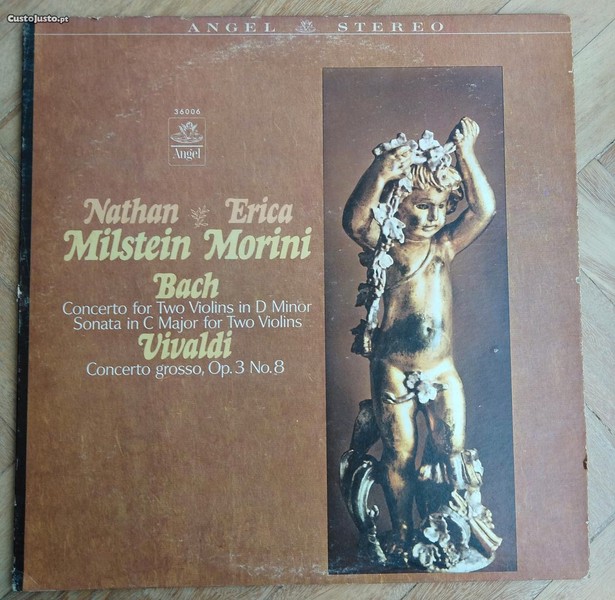 CustoJusto.pt
ANGEL STEREO
36006
Angel
Nathan Erica
Milstein Morini
Bach
Concerto for Two Violins in D Minor
Sonata in C Major for Two Violins
Vivaldi
Concerto grosso, Op.3 No.8